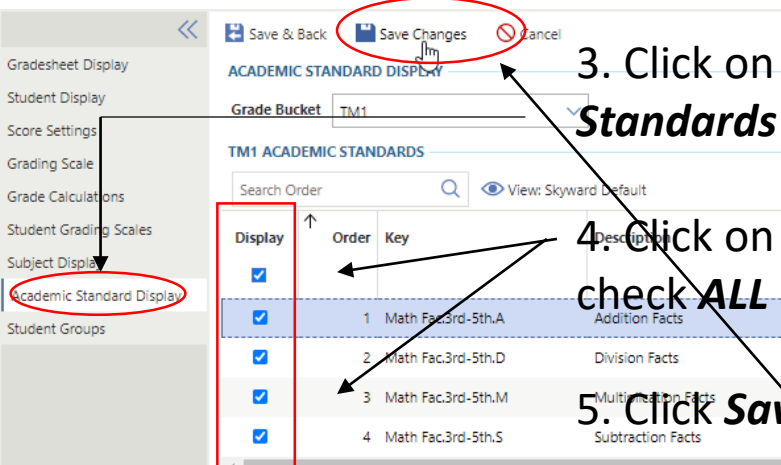 Save & Back Save Changes Cancel
Gradesheet Display
Student Display
Score Settings
Grading Scale
Grade Calculations
Student Grading Scales
Subject Display
Academic Standard Display
Student Groups
ACADEMIC STANDARD DISPLAY
Grade Bucket TM1
TM1 ACADEMIC STANDARDS
Search Order View: Skyward Default
Display Order Key Description
1 Math Fac.3rd-5th.A Addition Facts
2 Math Fac.3rd-5th.D Division Facts
3 Math Fac.3rd-5th.M Multiplication Facts
4 Math Fac.3rd-5th.S Subtraction Facts
3. Click on
Standards
4. Click on
check ALL
5. Click Sav